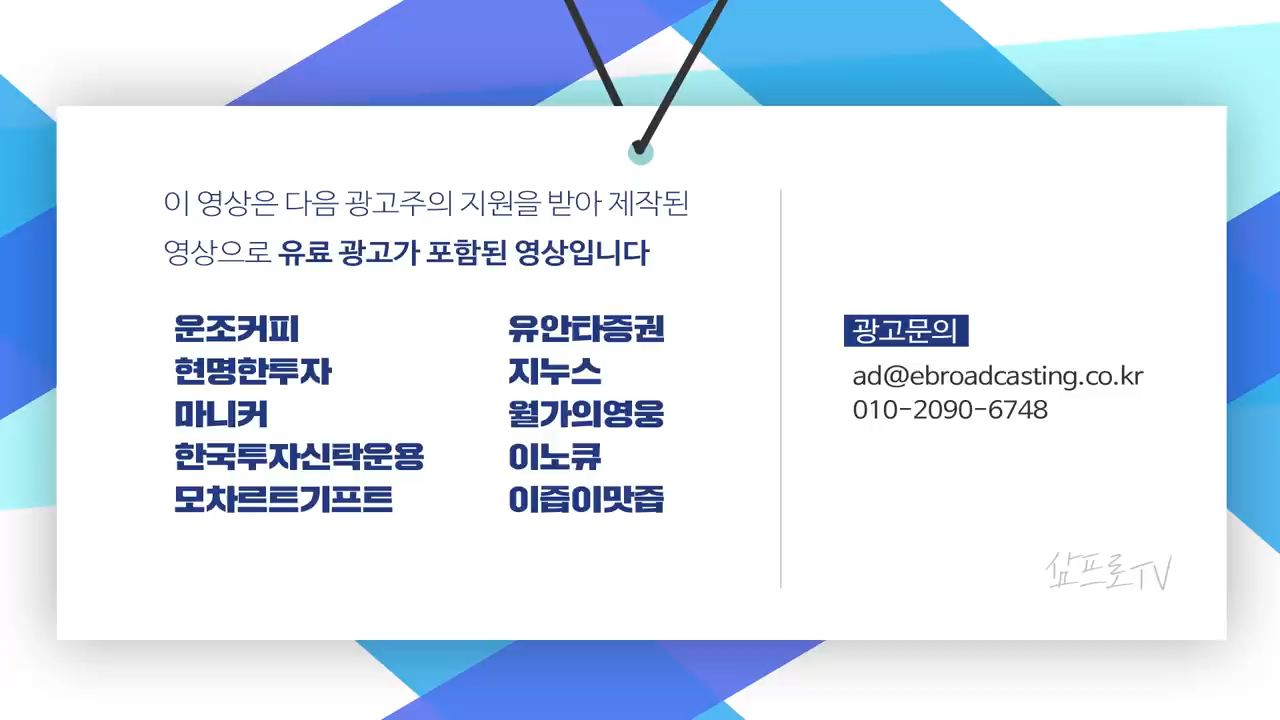 이 영상은 다음 광고주의 지원을 받아 제작된
영상으로 유료 광고가 포함된 영상입니다
운조커피
현명한투자
마니커
한국투자신탁운용
모차르트기프트
유안타증권
지누스
월가의영웅
이노큐
이즙이맛즙
광고문의
ad@ebroadcasting.co.kr
010-2090-6748
삼프로TV